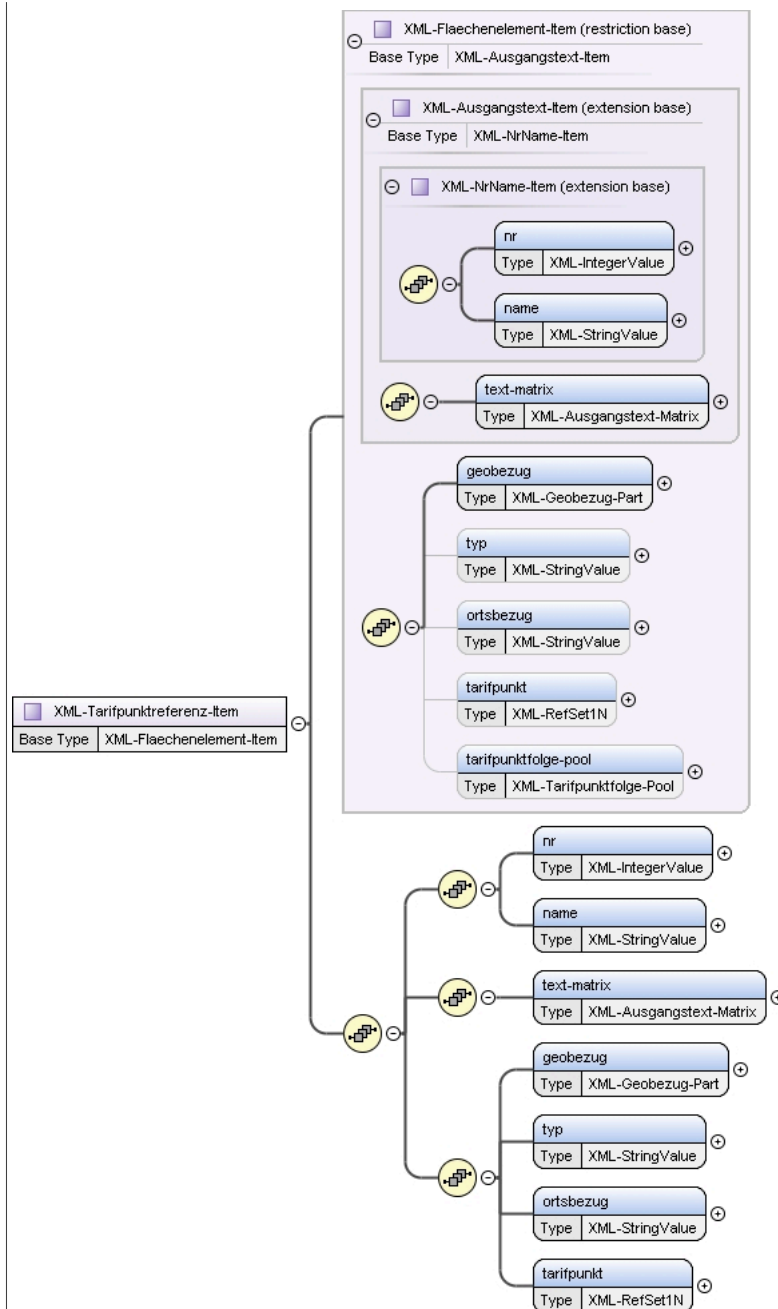 XML-Flaechenelement-Item (restriction base)
Base Type XML-Ausgangstext-Item
XML-Ausgangstext-Item (extension base)
Base Type XML-NrName-Item
XML-NrName-Item (extension base)
nr
Type XML-IntegerValue
name
Type XML-StringValue
text-matrix
Type XML-Ausgangstext-Matrix
geobezug
Type XML-Geobezug-Part
typ
Type XML-StringValue
ortsbezug
Type XML-StringValue
tarifpunkt
Type XML-RefSet1N
tarifpunktfolge-pool
Type XML-Tarifpunktfolge-Pool
XML-Tarifpunktreferenz-Item
Base Type XML-Flaechenelement-Item
nr
Type XML-IntegerValue
name
Type XML-StringValue
text-matrix
Type XML-Ausgangstext-Matrix
geobezug
Type XML-Geobezug-Part
typ
Type XML-StringValue
ortsbezug
Type XML-StringValue
tarifpunkt
Type XML-RefSet1N